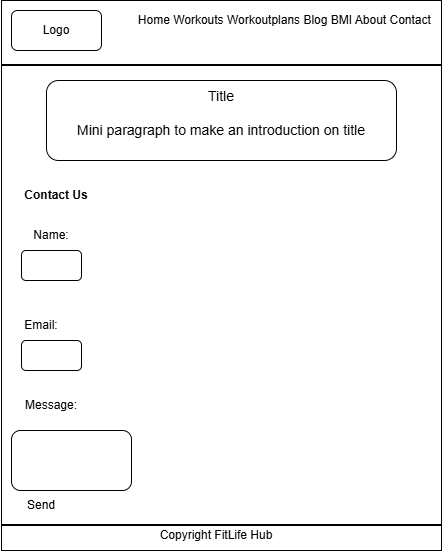 Logo
Home Workouts Workoutplans Blog BMI About Contact
Title
Mini paragraph to make an introduction on title
Contact Us
Name:
Email:
Message:
Send
Copyright FitLife Hub